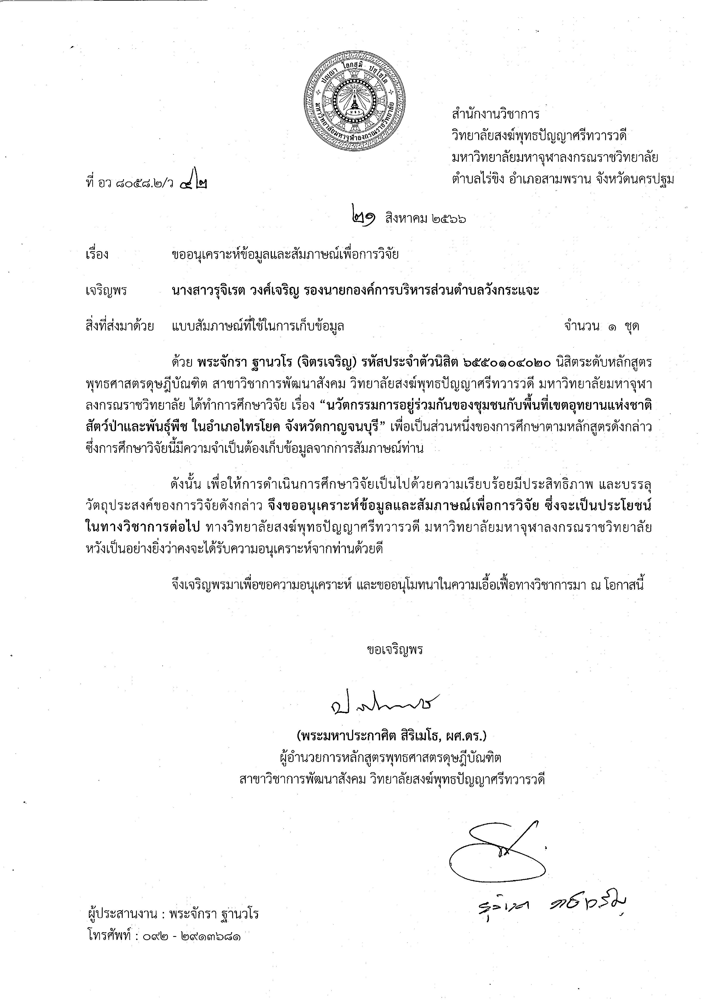 ปญฺญา โลกสฺมิ ปชฺโชโต
มหาวิทยาลัยมหาจุฬาลงกรณราชวิทยาลัย
ม จ ร
สำนักงานวิชาการ
วิทยาลัยสงฆ์พุทธปัญญาศรีทวารวดี
มหาวิทยาลัยมหาจุฬาลงกรณราชวิทยาลัย
ที่ อว ๘๐๕๘.๒/ว ๔๒ ตำบลไร่ขิง อำเภอสามพราน จังหวัดนครปฐม
๒๑ สิงหาคม ๒๕๖๖
เรื่อง ขออนุเคราะห์ข้อมูลและสัมภาษณ์เพื่อการวิจัย
เจริญพร นางสาวรุจิเรต วงศ์เจริญ รองนายกองค์การบริหารส่วนตำบลวังกระแจะ
สิ่งที่ส่งมาด้วย แบบสัมภาษณ์ที่ใช้ในการเก็บข้อมูล จำนวน ๑ ชุด
ด้วย พระจักรา ฐานวโร (จิตรเจริญ) รหัสประจำตัวนิสิต ๖๕๕๐๑๐๔๐๒๐ นิสิตระดับหลักสูตร
พุทธศาสตรดุษฎีบัณฑิต สาขาวิชาการพัฒนาสังคม วิทยาลัยสงฆ์พุทธปัญญาศรีทวารวดี มหาวิทยาลัยมหาจุฬา
ลงกรณราชวิทยาลัย ได้ทำการศึกษาวิจัย เรื่อง “นวัตกรรมการอยู่ร่วมกันของชุมชนกับพื้นที่เขตอุทยานแห่งชาติ
สัตว์ป่าและพันธุ์พืช ในอำเภอไทรโยค จังหวัดกาญจนบุรี” เพื่อเป็นส่วนหนึ่งของการศึกษาตามหลักสูตรดังกล่าว
ซึ่งการศึกษาวิจัยนี้มีความจำเป็นต้องเก็บข้อมูลจากการสัมภาษณ์ท่าน
ดังนั้น เพื่อให้การดำเนินการศึกษาวิจัยเป็นไปด้วยความเรียบร้อยมีประสิทธิภาพ และบรรลุ
วัตถุประสงค์ของการวิจัยดังกล่าว จึงขออนุเคราะห์ข้อมูลและสัมภาษณ์เพื่อการวิจัย ซึ่งจะเป็นประโยชน์
ในทางวิชาการต่อไป ทางวิทยาลัยสงฆ์พุทธปัญญาศรีทวารวดี มหาวิทยาลัยมหาจุฬาลงกรณราชวิทยาลัย
หวังเป็นอย่างยิ่งว่าคงจะได้รับความอนุเคราะห์จากท่านด้วยดี
จึงเจริญพรมาเพื่อขอความอนุเคราะห์ และขออนุโมทนาในความเอื้อเฟื้อทางวิชาการมา ณ โอกาสนี้
ขอเจริญพร
(พระมหาประกาศิต สิริเมโธ, ผศ.ดร.)
ผู้อำนวยการหลักสูตรพุทธศาสตรดุษฎีบัณฑิต
สาขาวิชาการพัฒนาสังคม วิทยาลัยสงฆ์พุทธปัญญาศรีทวารวดี
ผู้ประสานงาน : พระจักรา ฐานวโร
โทรศัพท์ : ๐๙๒ - ๒๙๑๓๖๘๑